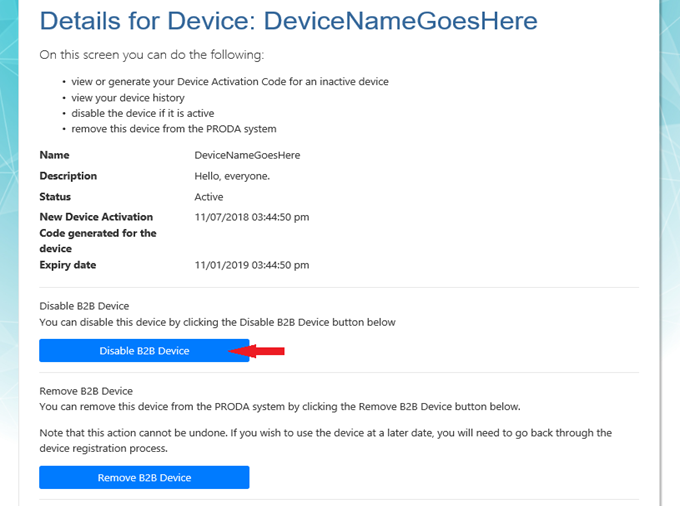 Details for Device: DeviceNameGoesHere
On this screen you can do the following:
• view or generate your Device Activation Code for an inactive device
• view your device history
• disable the device if it is active
• remove this device from the PRODA system
Name DeviceNameGoesHere
Description Hello, everyone.
Status Active
New Device Activation 11/07/2018 03:44:50 pm
Code generated for the
device
Expiry date 11/01/2019 03:44:50 pm
Disable B2B Device
You can disable this device by clicking the Disable B2B Device button below
Disable B2B Device
Remove B2B Device
You can remove this device from the PRODA system by clicking the Remove B2B Device button below.
Note that this action cannot be undone. If you wish to use the device at a later date, you will need to go back through the
device registration process.
Remove B2B Device